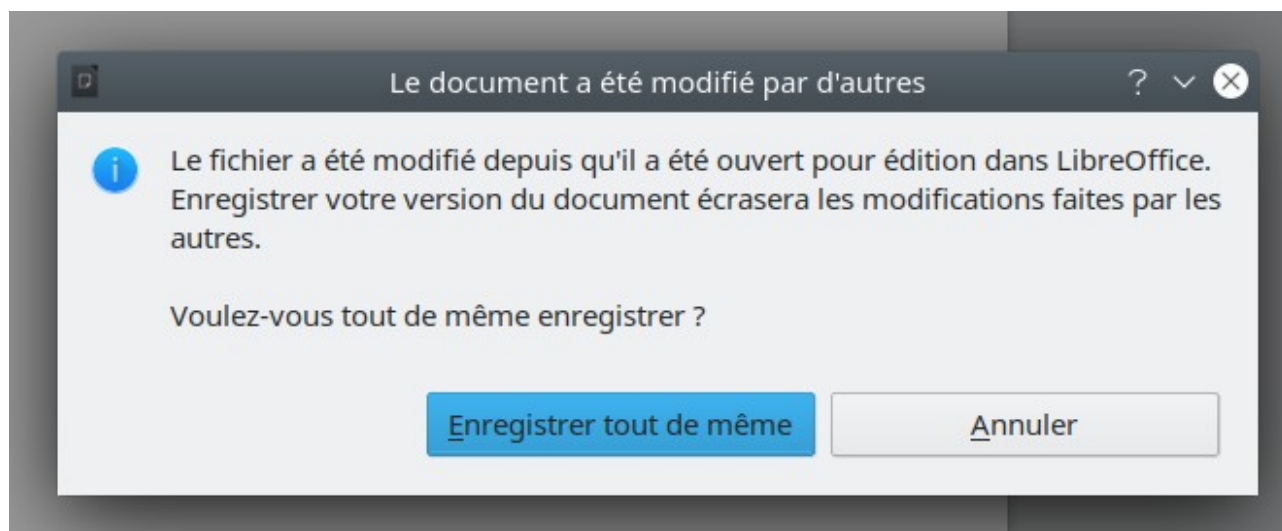 Le document a été modifié par d'autres
Le fichier a été modifié depuis qu'il a été ouvert pour édition dans LibreOffice.
Enregistrer votre version du document écrasera les modifications faites par les
autres.
Voulez-vous tout de même enregistrer ?
Enregistrer tout de même
Annuler